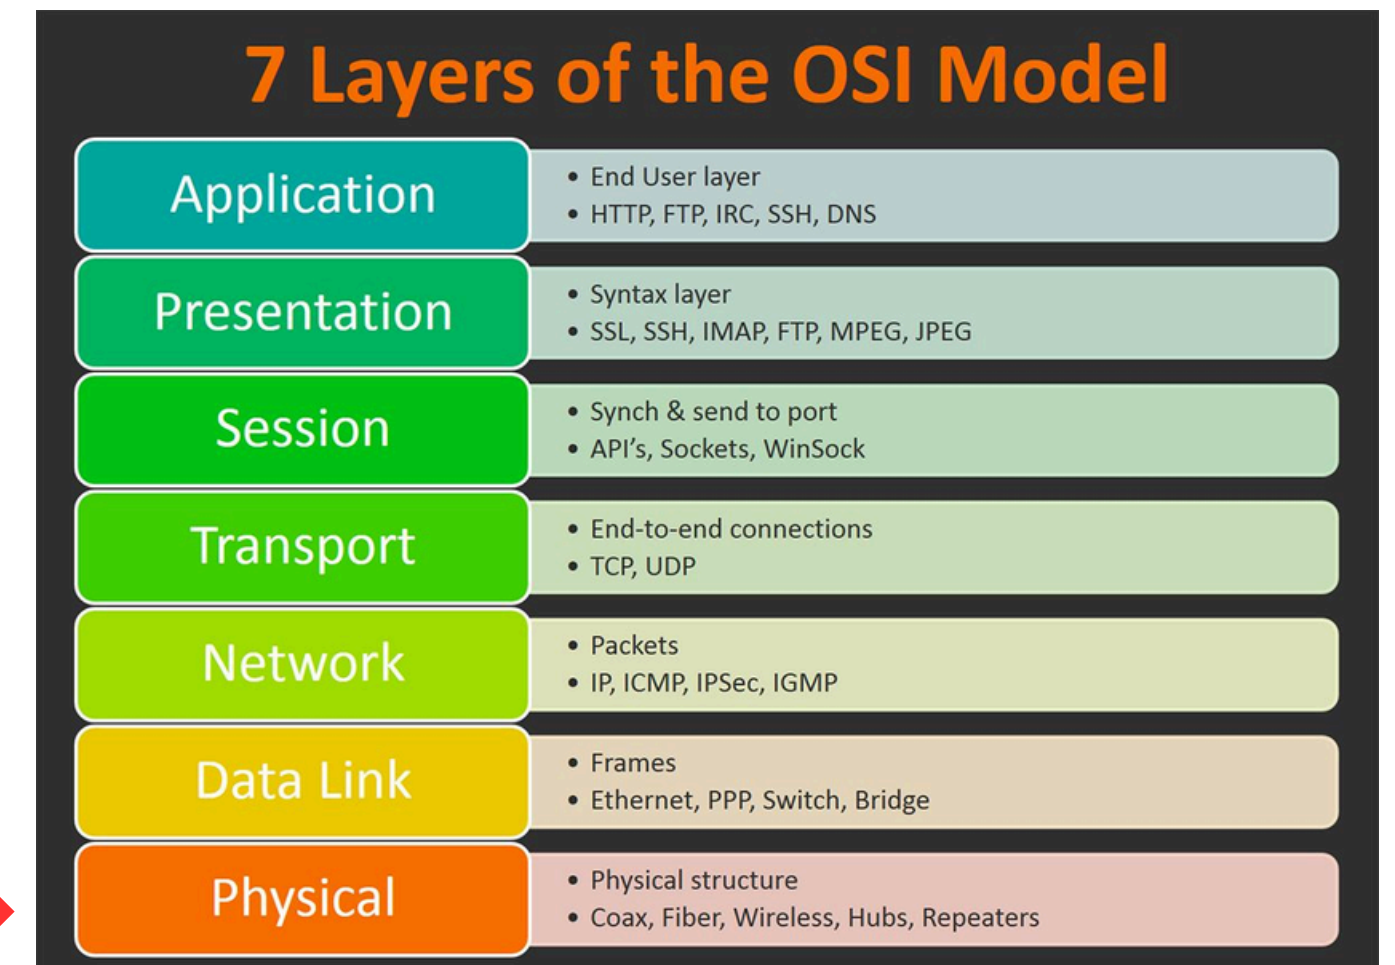 7 Layers of the OSI Model
Application
• End User layer
• HTTP, FTP, IRC, SSH, DNS
Presentation
• Syntax layer
• SSL, SSH, IMAP, FTP, MPEG, JPEG
Session
• Synch & send to port
• API’s, Sockets, WinSock
Transport
• End-to-end connections
• TCP, UDP
Network
• Packets
• IP, ICMP, IPSec, IGMP
Data Link
• Frames
• Ethernet, PPP, Switch, Bridge
Physical
• Physical structure
• Coax, Fiber, Wireless, Hubs, Repeaters